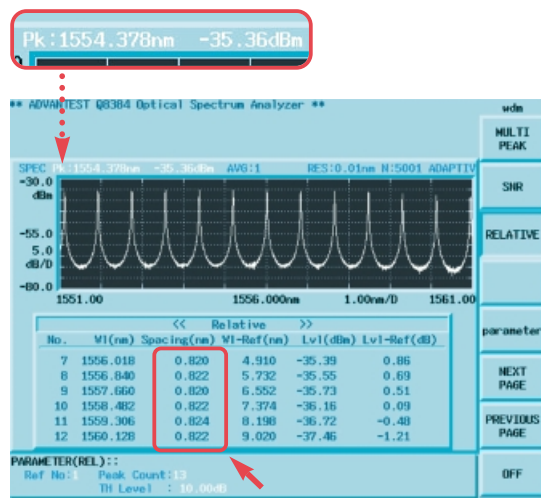 Pk:1554.378nm -35.36dBm
** ADVANTEST Q8384 Optical Spectrum Analyzer **
wdm
MULTI
PEAK
SPEC Pk:1554.378nm -35.36dBm AVG:1 RES:0.01nm N:5001 ADAPTIV
-30.0
dBm
SNR
-55.0
RELATIVE
5.0
dB/D
-80.0
1551.00 1556.000nm 1.00nm/D 1561.00
<< Relative >>
No. Wl(nm) Spacing(nm) Wl-Ref(nm) Lvl(dBm) Lvl-Ref(dB)
parameter
7 1556.018 0.820 4.910 -35.39 0.86
8 1556.840 0.822 5.732 -35.55 0.69
NEXT
PAGE
9 1557.660 0.820 6.552 -35.73 0.51
10 1558.482 0.822 7.374 -36.16 0.09
11 1559.306 0.824 8.198 -36.72 -0.48
PREVIOUS
PAGE
12 1560.128 0.822 9.020 -37.46 -1.21
PARAMETER(REL)::
Ref No:1 Peak Count:13
TH Level : 10.00dB
OFF